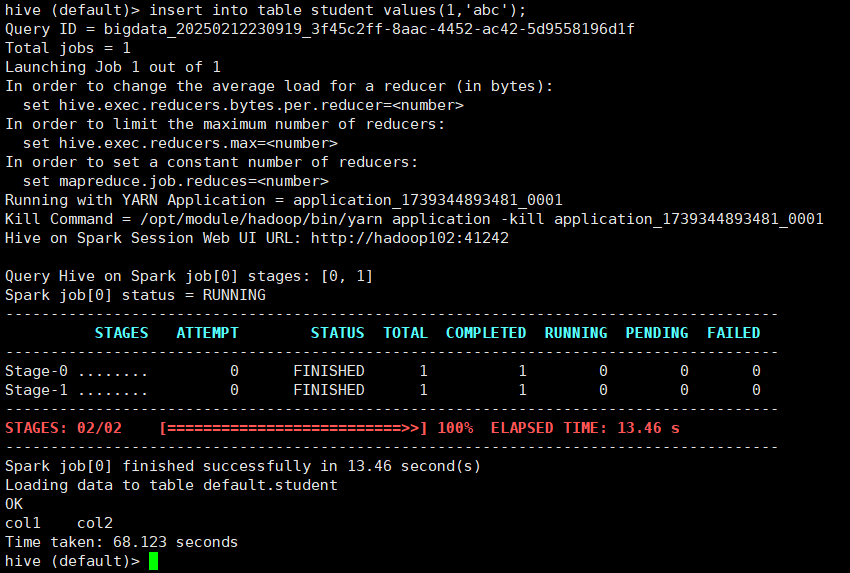 hive (default)> insert into table student values(1,'abc');
Query ID = bigdata_20250212230919_3f45c2ff-8aac-4452-ac42-5d9558196d1f
Total jobs = 1
Launching Job 1 out of 1
In order to change the average load for a reducer (in bytes):
  set hive.exec.reducers.bytes.per.reducer=<number>
In order to limit the maximum number of reducers:
  set hive.exec.reducers.max=<number>
In order to set a constant number of reducers:
  set mapreduce.job.reduces=<number>
Running with YARN Application = application_1739344893481_0001
Kill Command = /opt/module/hadoop/bin/yarn application -kill application_1739344893481_0001
Hive on Spark Session Web UI URL: http://hadoop102:41242

Query Hive on Spark job[0] stages: [0, 1]
Spark job[0] status = RUNNING
--------------------------------------------------------------------------------------
          STAGES   ATTEMPT        STATUS  TOTAL  COMPLETED  RUNNING  PENDING  FAILED
--------------------------------------------------------------------------------------
Stage-0 ........         0      FINISHED      1          1        0        0       0
Stage-1 ........         0      FINISHED      1          1        0        0       0
--------------------------------------------------------------------------------------
STAGES: 02/02    [==========================>>] 100%  ELAPSED TIME: 13.46 s
--------------------------------------------------------------------------------------
Spark job[0] finished successfully in 13.46 second(s)
Loading data to table default.student
OK
col1    col2
Time taken: 68.123 seconds
hive (default)>